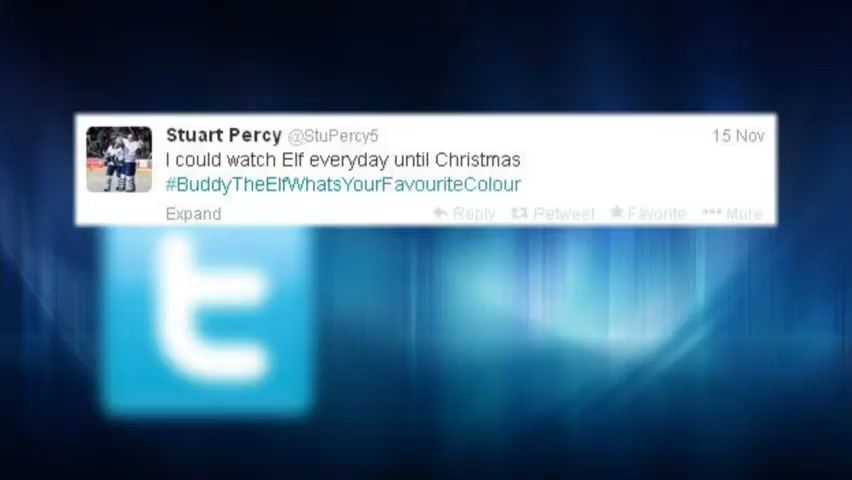 Stuart Percy @StuPercy5 15 Nov
I could watch Elf everyday until Christmas
#BuddyTheElfWhatsYourFavouriteColour
Expand Reply Retweet Favorite More
t